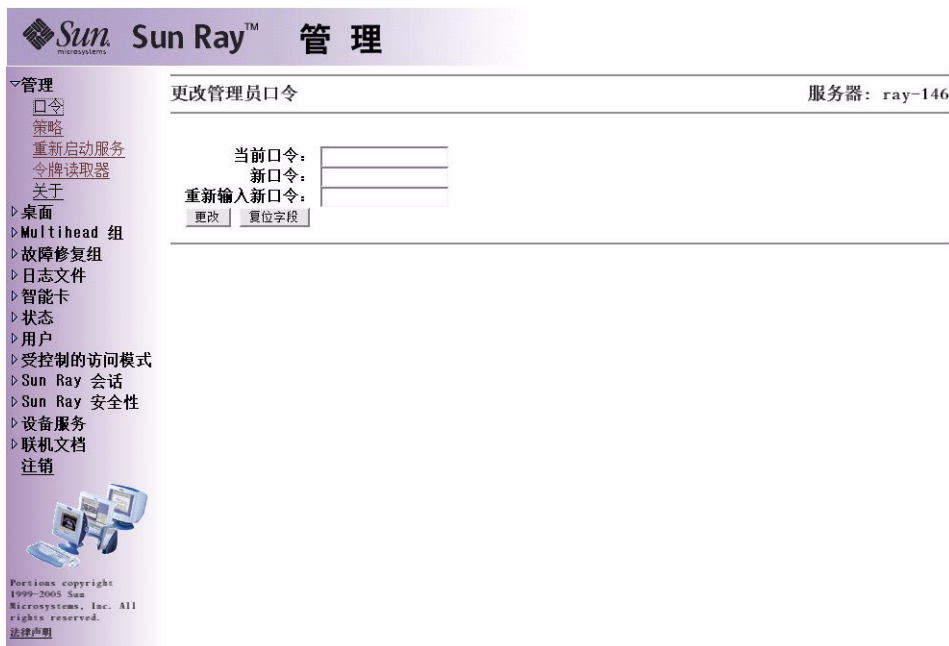 Sun microsystems Sun Ray™ 管 理
管理
口令
策略
重新启动服务
令牌读取器
关于
桌面
Multihead 组
故障修复组
日志文件
智能卡
状态
用户
受控制的访问模式
Sun Ray 会话
Sun Ray 安全性
设备服务
联机文档
注销
Portions copyright
1999-2005 Sun
Microsystems, Inc. All
rights reserved.
法律声明
更改管理员口令 服务器: ray-146
当前口令:
新口令:
重新输入新口令:
更改 复位字段